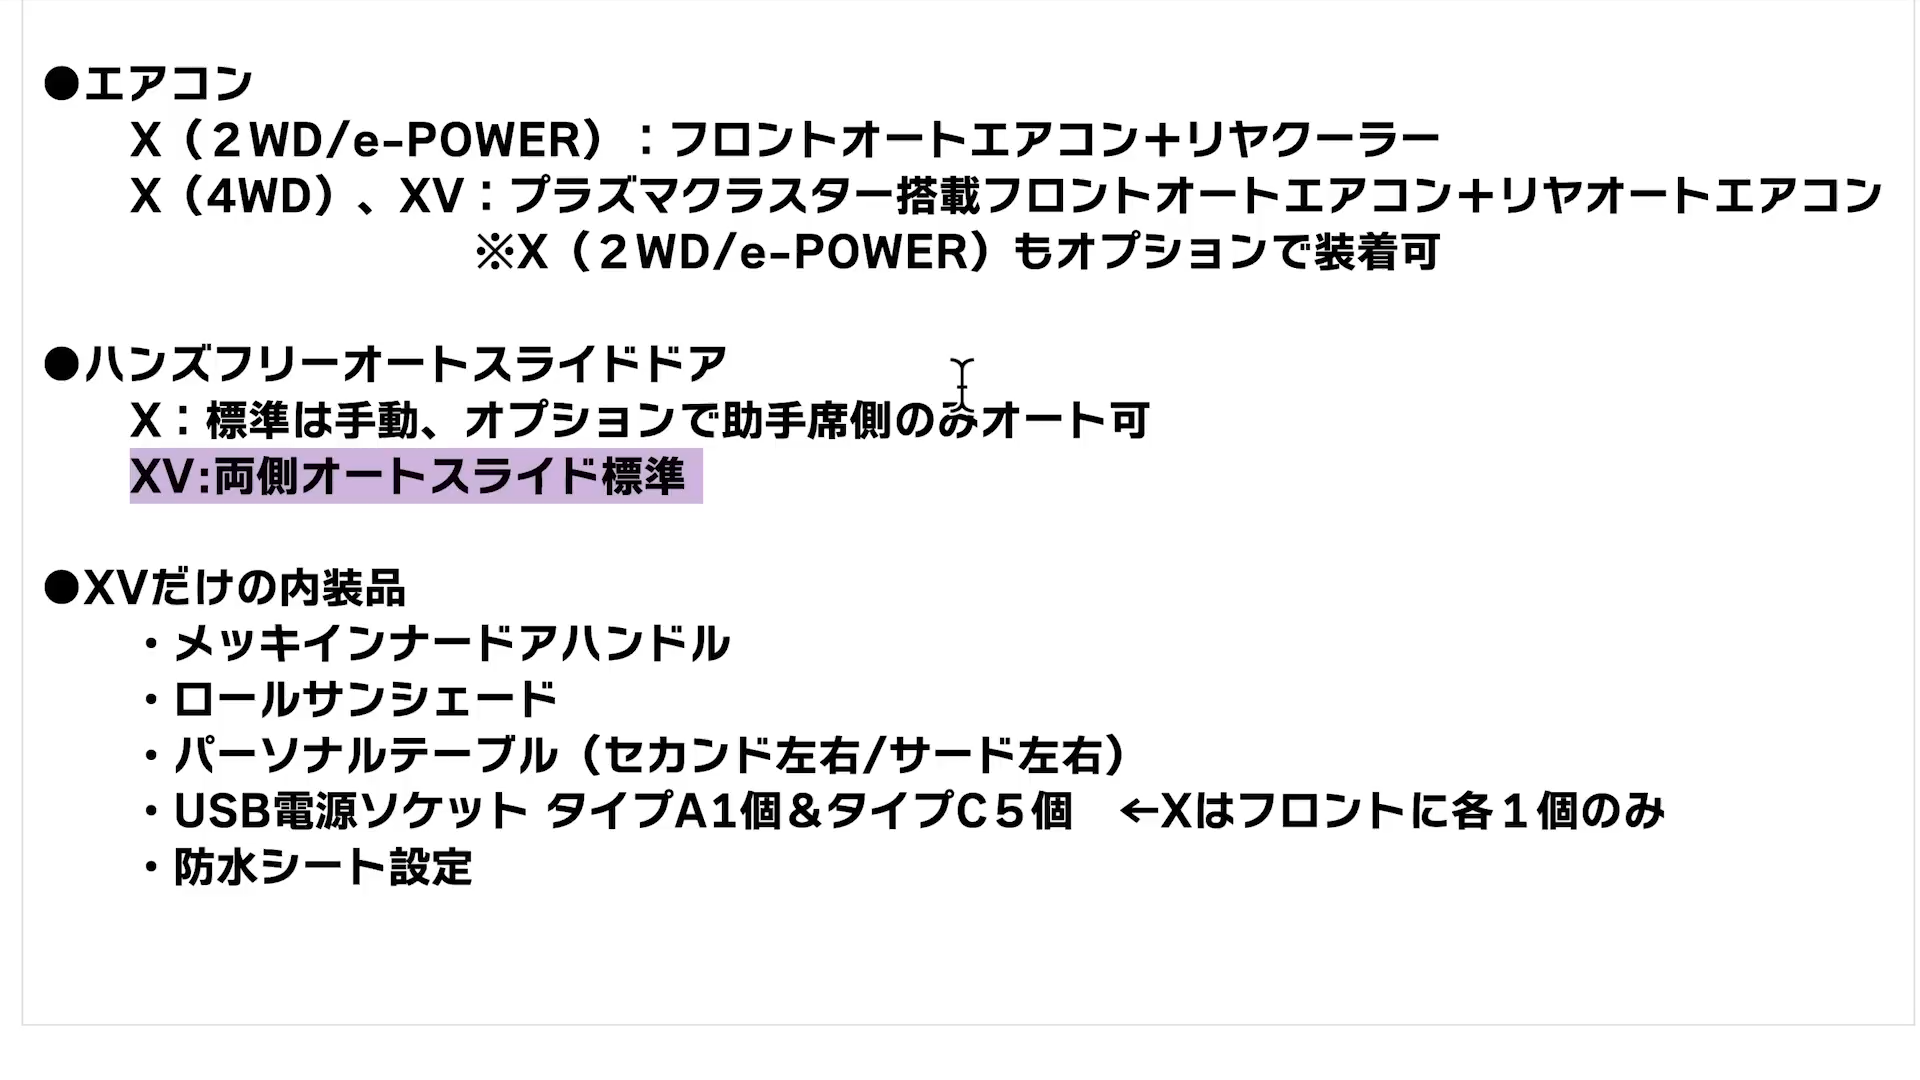 ●エアコン
X（２WD/e-POWER）：フロントオートエアコン＋リヤクーラー
X（4WD）、XV：プラズマクラスター搭載フロントオートエアコン＋リヤオートエアコン
※X（２WD/e-POWER）もオプションで装着可
●ハンズフリーオートスライドドア
X：標準は手動、オプションで助手席側のみオート可
XV:両側オートスライド標準
●XVだけの内装品
・メッキインナードアハンドル
・ロールサンシェード
・パーソナルテーブル（セカンド左右/サード左右）
・USB電源ソケット タイプA1個＆タイプC５個　←Xはフロントに各１個のみ
・防水シート設定